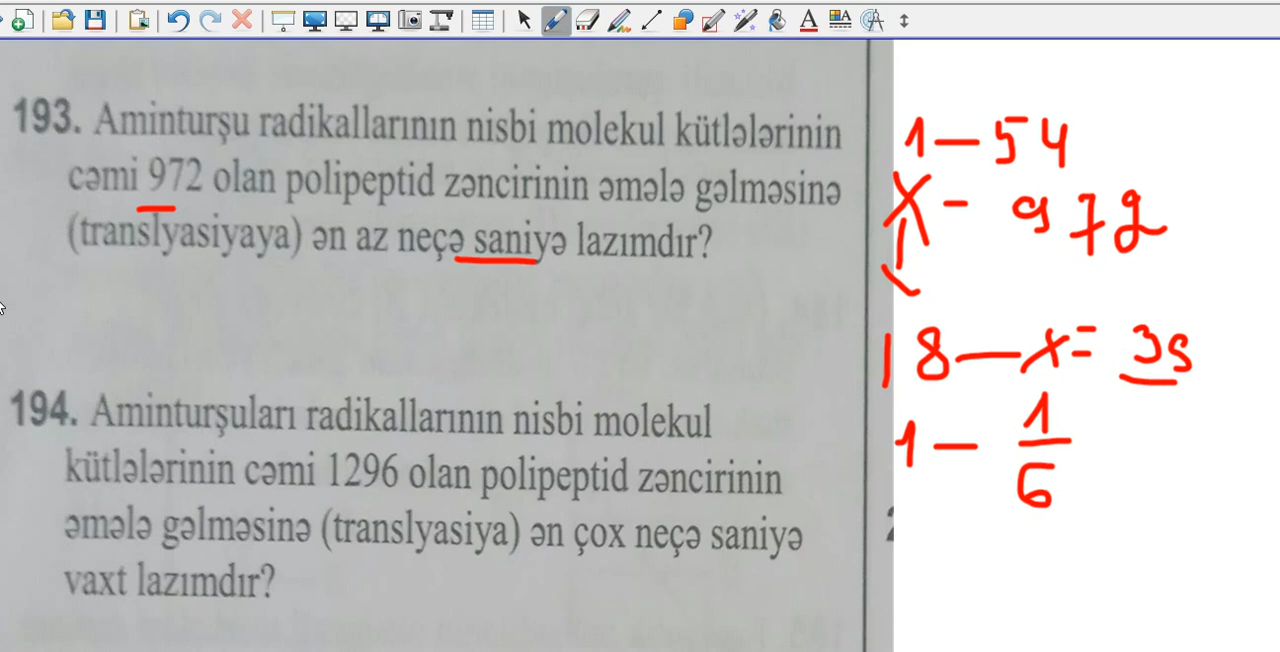 193. Aminturşu radikallarının nisbi molekul kütlələrinin
cəmi 972 olan polipeptid zəncirinin əmələ gəlməsinə
(translyasiyaya) ən az neçə saniyə lazımdır?
194. Aminturşuları radikallarının nisbi molekul
kütlələrinin cəmi 1296 olan polipeptid zəncirinin
əmələ gəlməsinə (translyasiya) ən çox neçə saniyə
vaxt lazımdır?
1 — 54
X - 972
18 — x = 3s
1 — 1/6